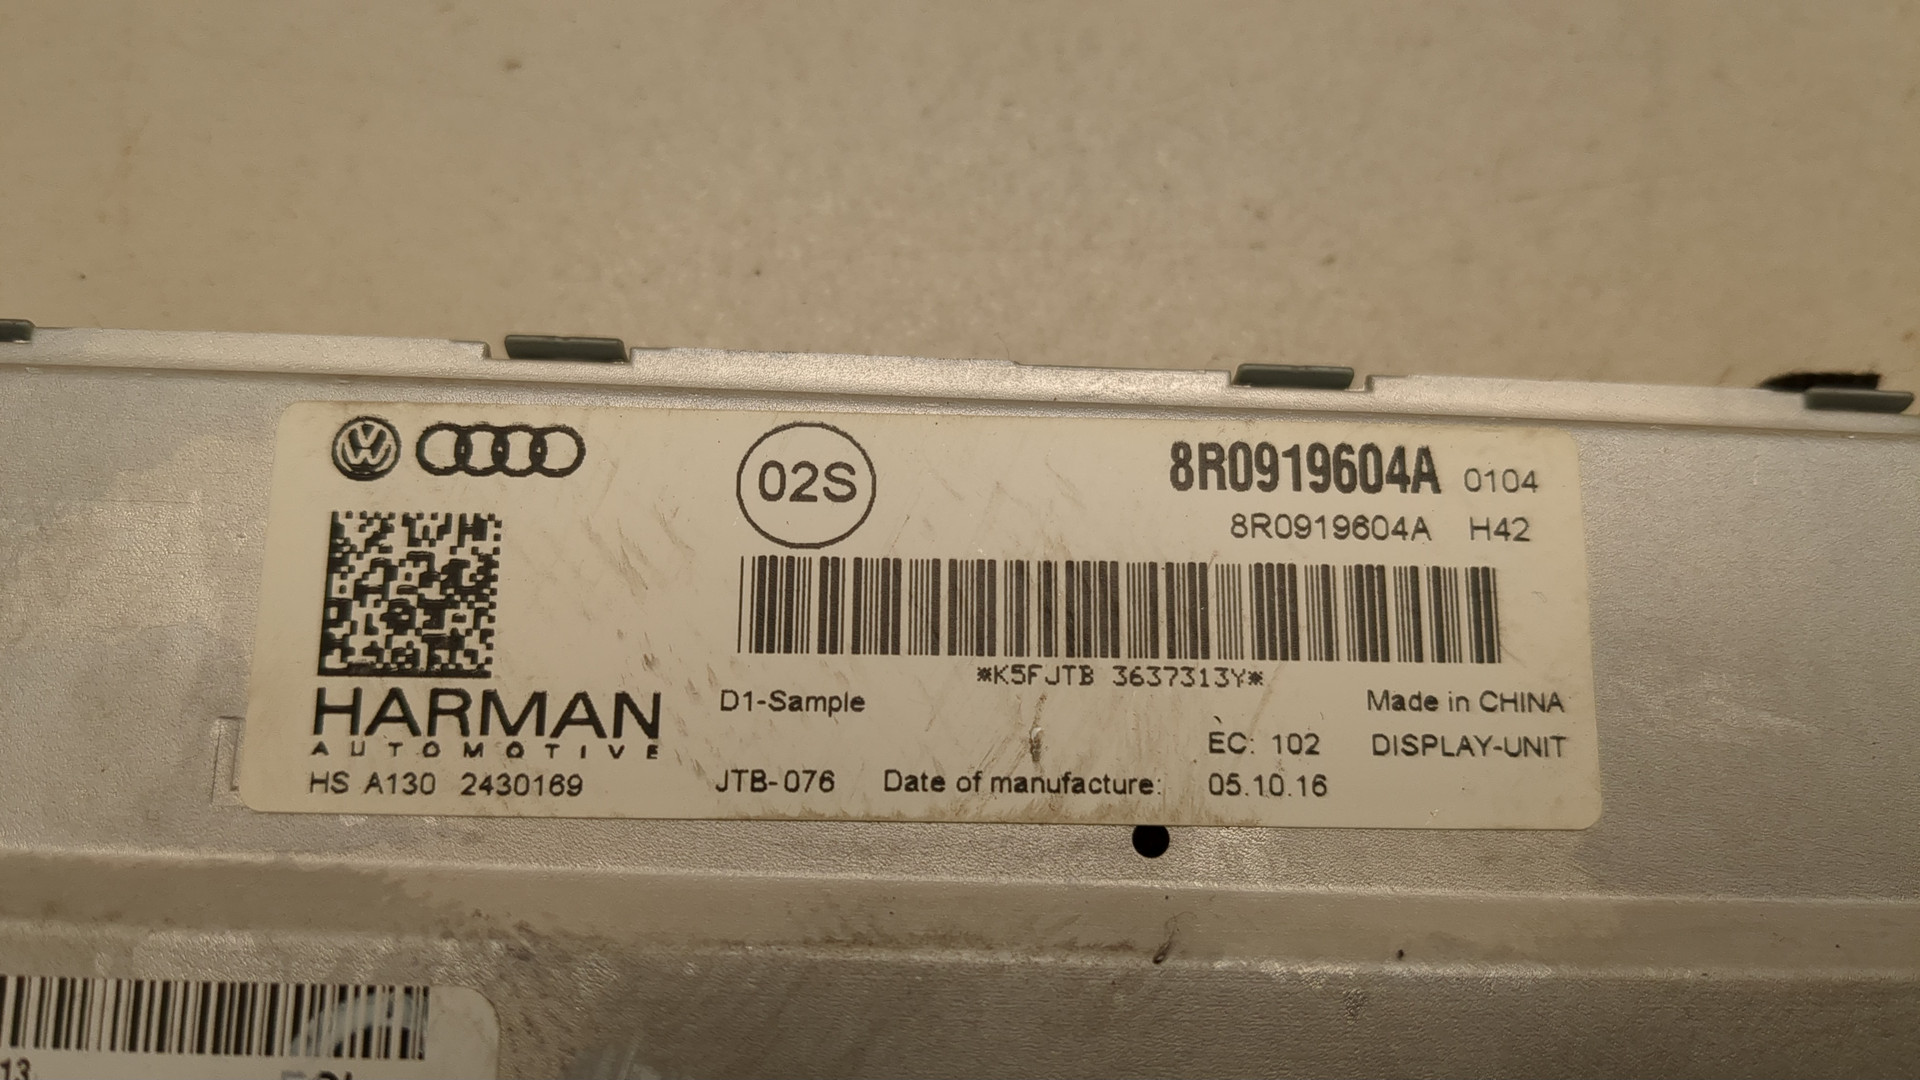 02S
8R0919604A 0104
8R0919604A H42
*K5FJTB 3637313Y*
HARMAN
AUTOMOTIVE
D1-Sample
Made in CHINA
EC: 102 DISPLAY-UNIT
HS A130 2430169 JTB-076 Date of manufacture: 05.10.16
13